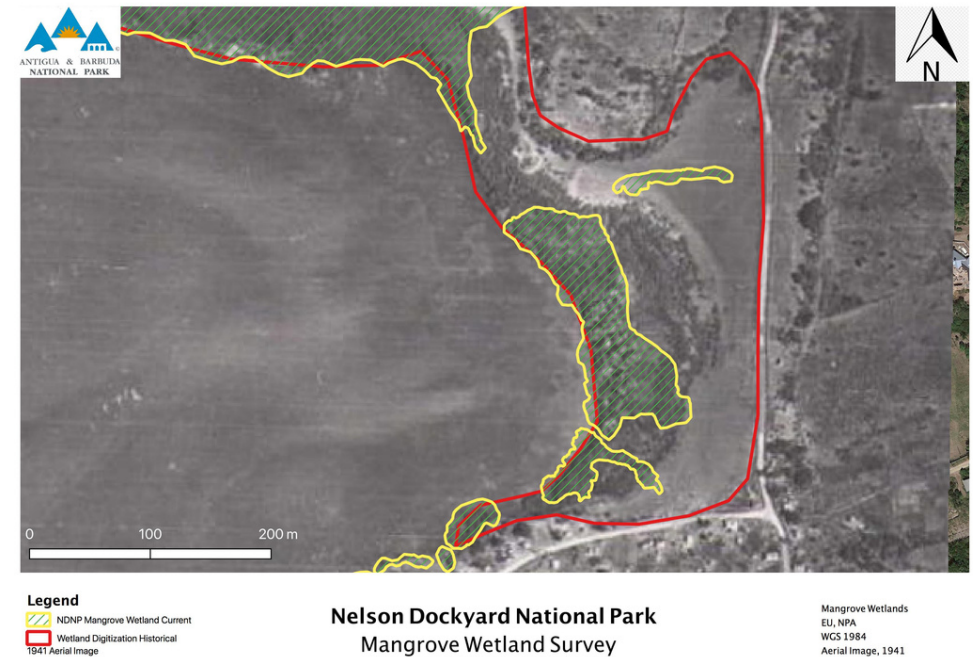 ANTIGUA & BARBUDA
NATIONAL PARK
N
0 100 200 m
Legend
NDNP Mangrove Wetland Current
Wetland Digitization Historical
1941 Aerial Image
Nelson Dockyard National Park
Mangrove Wetland Survey
Mangrove Wetlands
EU, NPA
WGS 1984
Aerial Image, 1941